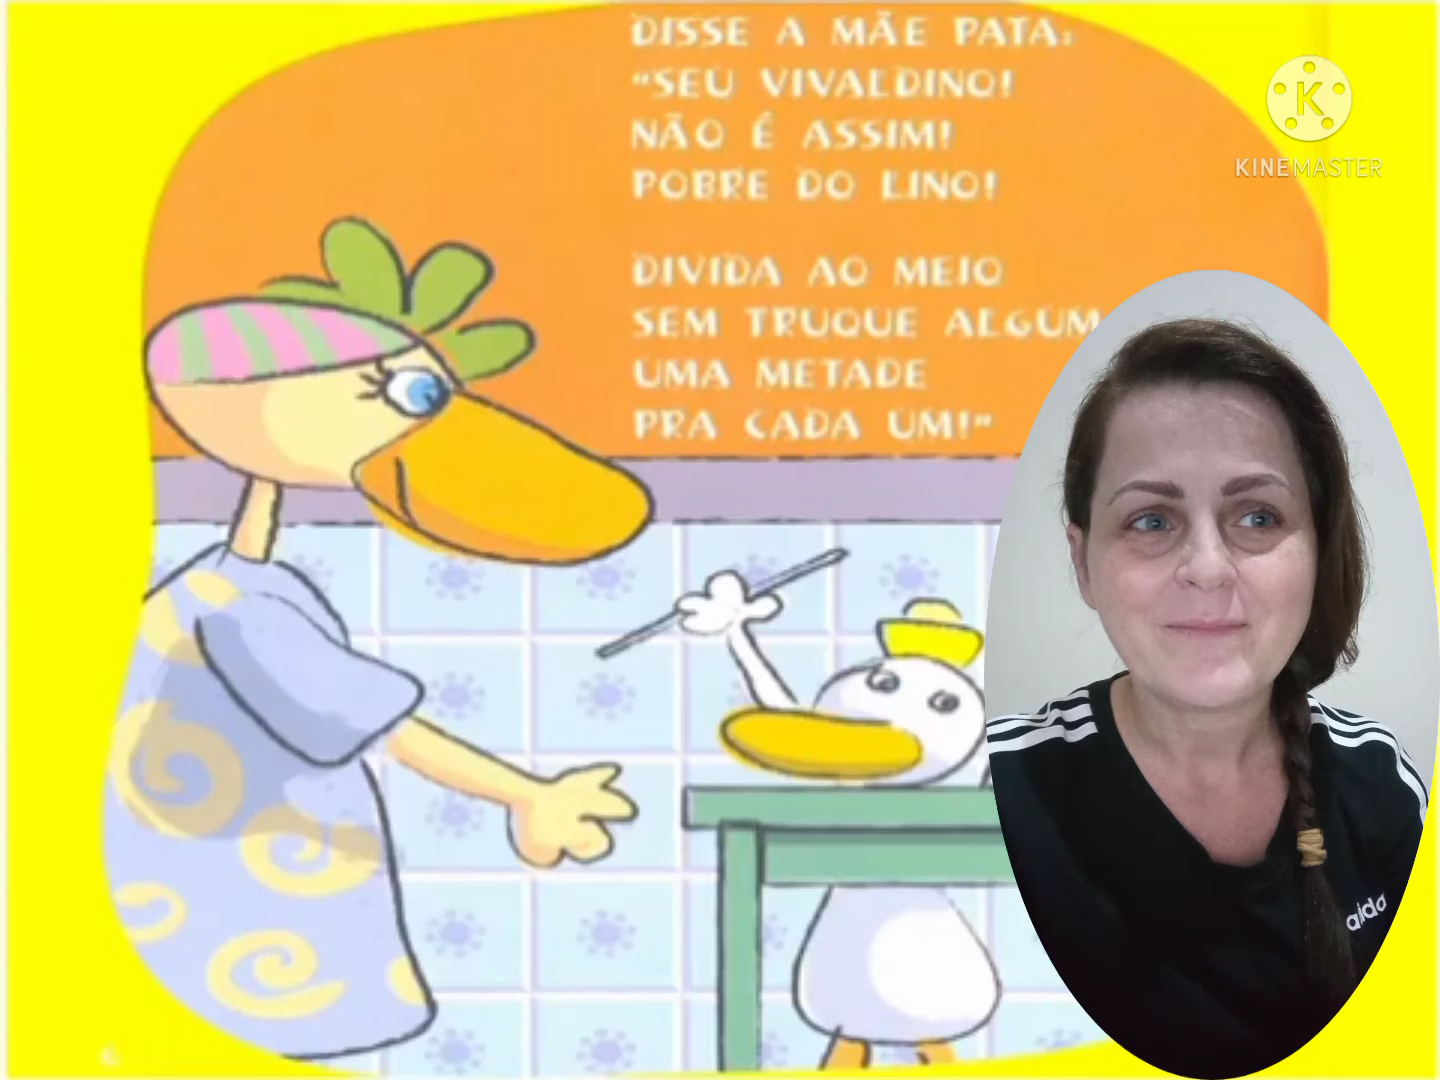 DISSE A MÃE PATA:
"SEU VIVALDINO!
NÃO É ASSIM!
POBRE DO LINO!
DIVIDA AO MEIO
SEM TRUQUE ALGUM
UMA METADE
PRA CADA UM!"
K
KINEMASTER
adida